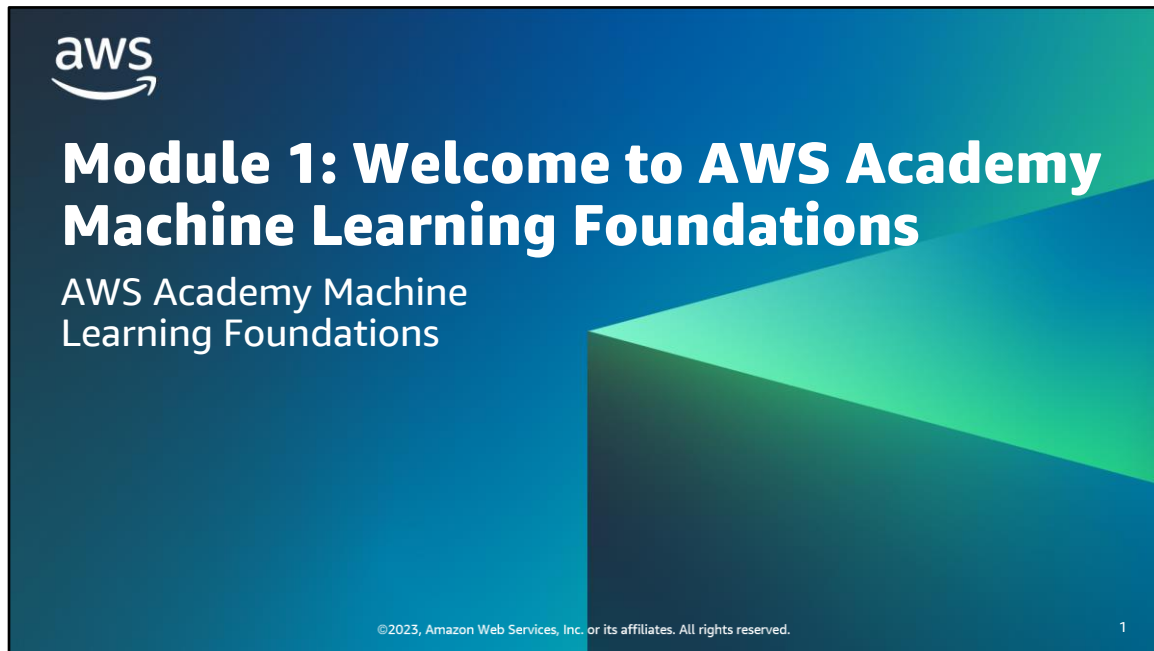 aws
Module 1: Welcome to AWS Academy
Machine Learning Foundations
AWS Academy Machine
Learning Foundations
©2023, Amazon Web Services, Inc. or its affiliates. All rights reserved.
1